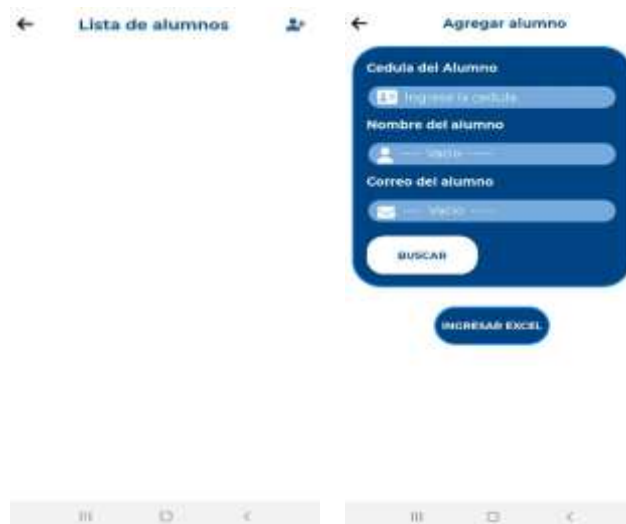 Lista de alumnos
Agregar alumno
Cedula del Alumno
Ingrese la cedula
Nombre del alumno
---- Vacio ----
Correo del alumno
---- Vacio ----
BUSCAR
INGRESAR EXCEL